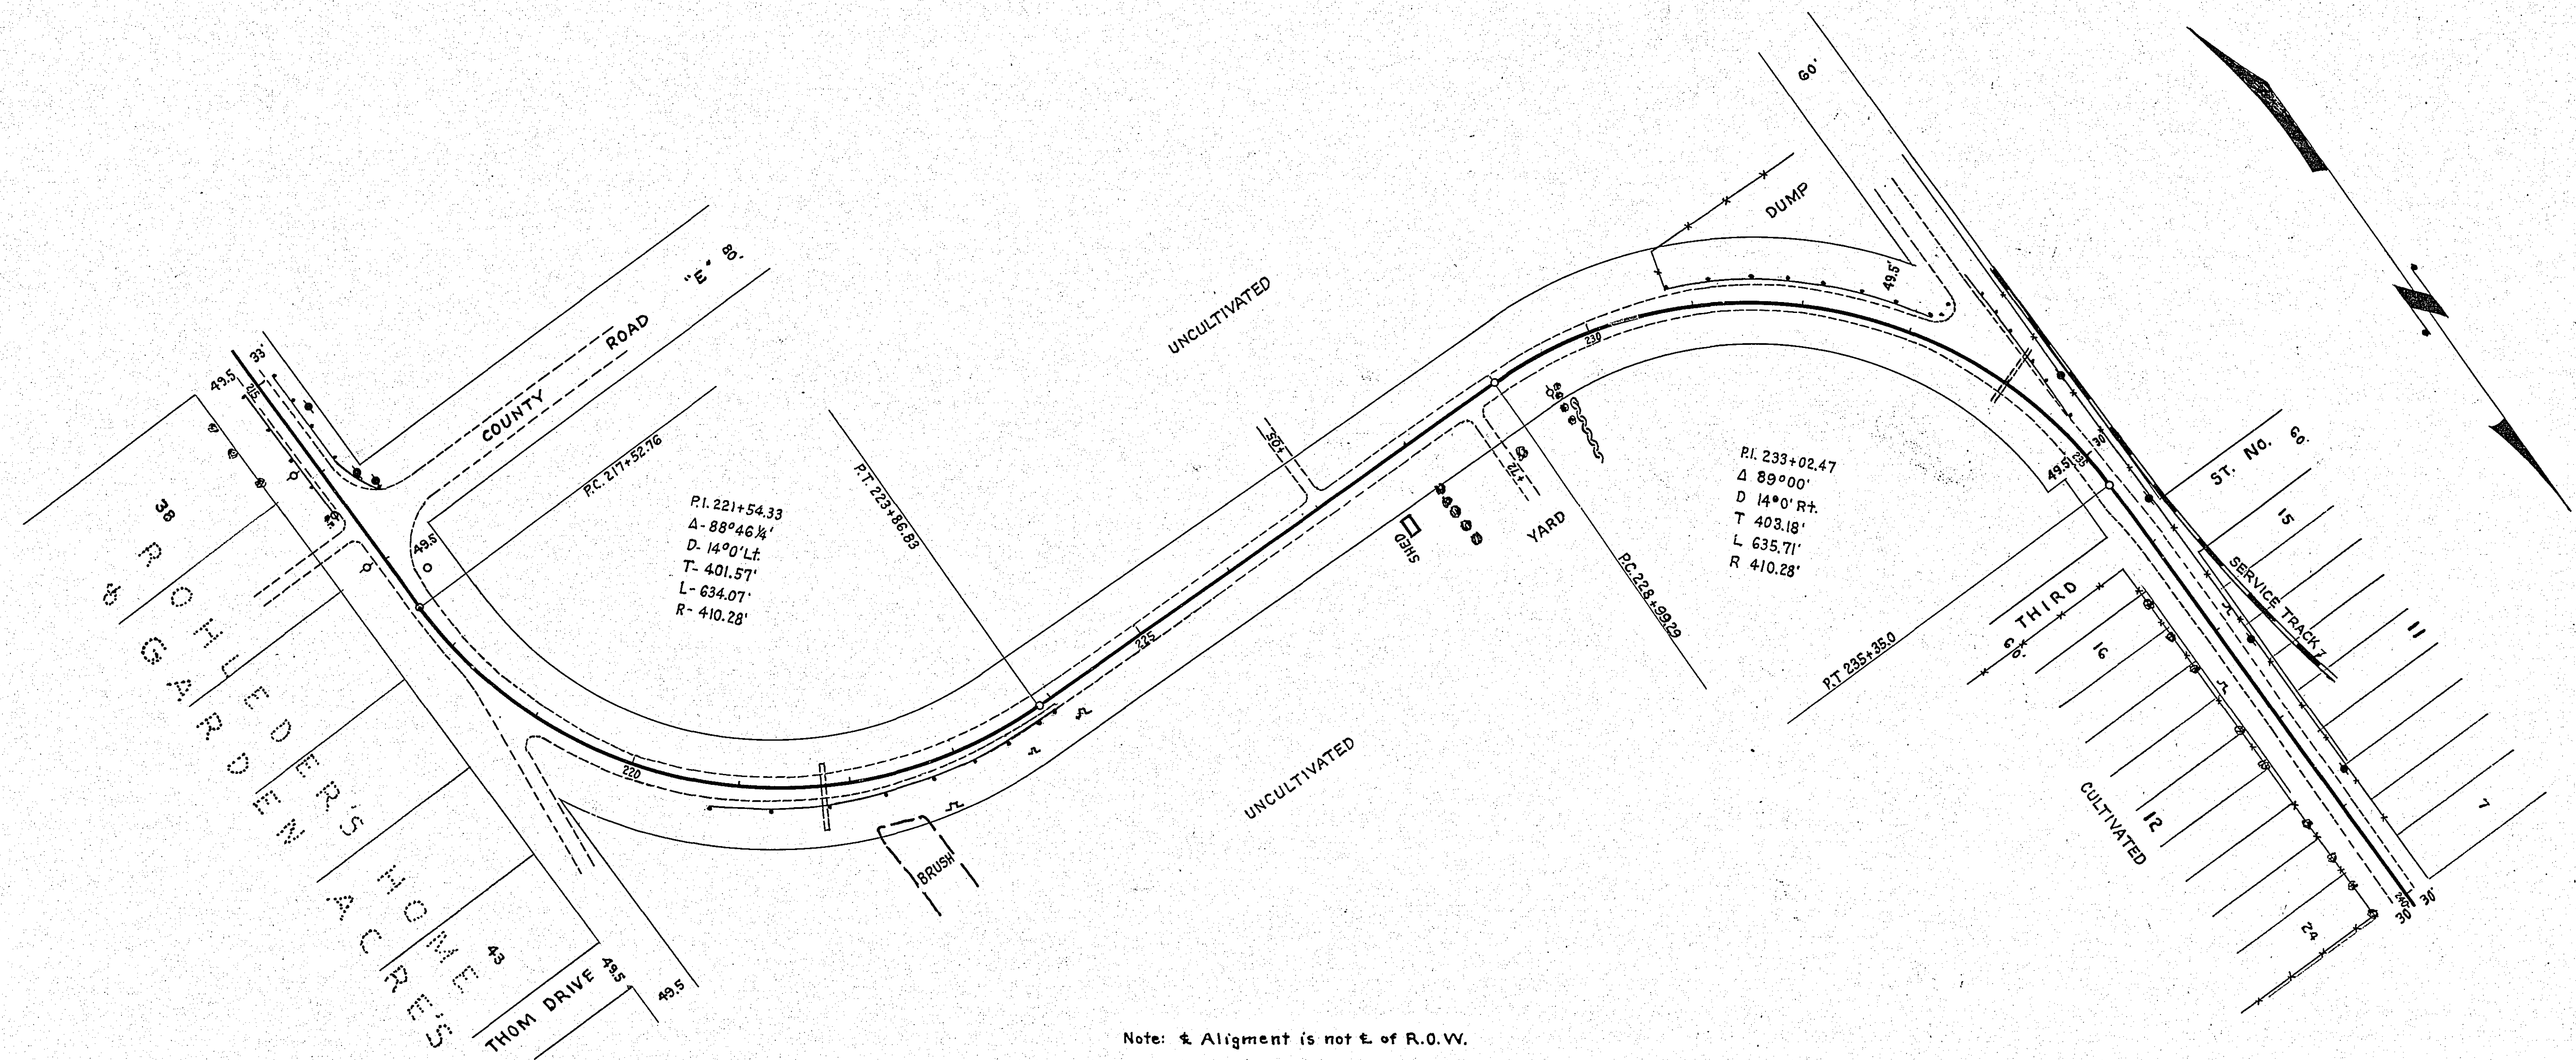 33'
49.5
215
COUNTY ROAD "E" 80'
49.5'
P.C. 217+52.76
P.I. 221+54.33
Δ- 88°46¼'
D- 14°0' Lt.
T- 401.57'
L- 634.07'
R- 410.28'
P.T. 223+86.83
38
ROHLEDER'S HOME
& GARDEN ACRE'S
43
THOM DRIVE
49.5
49.5
220
BRUSH
225
UNCULTIVATED
UNCULTIVATED
+05
+72
SHED
YARD
230
DUMP
60'
49.5'
P.C. 228+99.29
P.I. 233+02.47
Δ 89°00'
D 14°0' Rt.
T 403.18'
L 635.71'
R 410.28'
P.T. 235+35.0
49.5'
235
30
THIRD ST. NO.
60'
60'
15
SERVICE TRACK
11
7
16
12
CULTIVATED
24
240
30
30'
Note: ℄ Aligment is not ℄ of R.O.W.